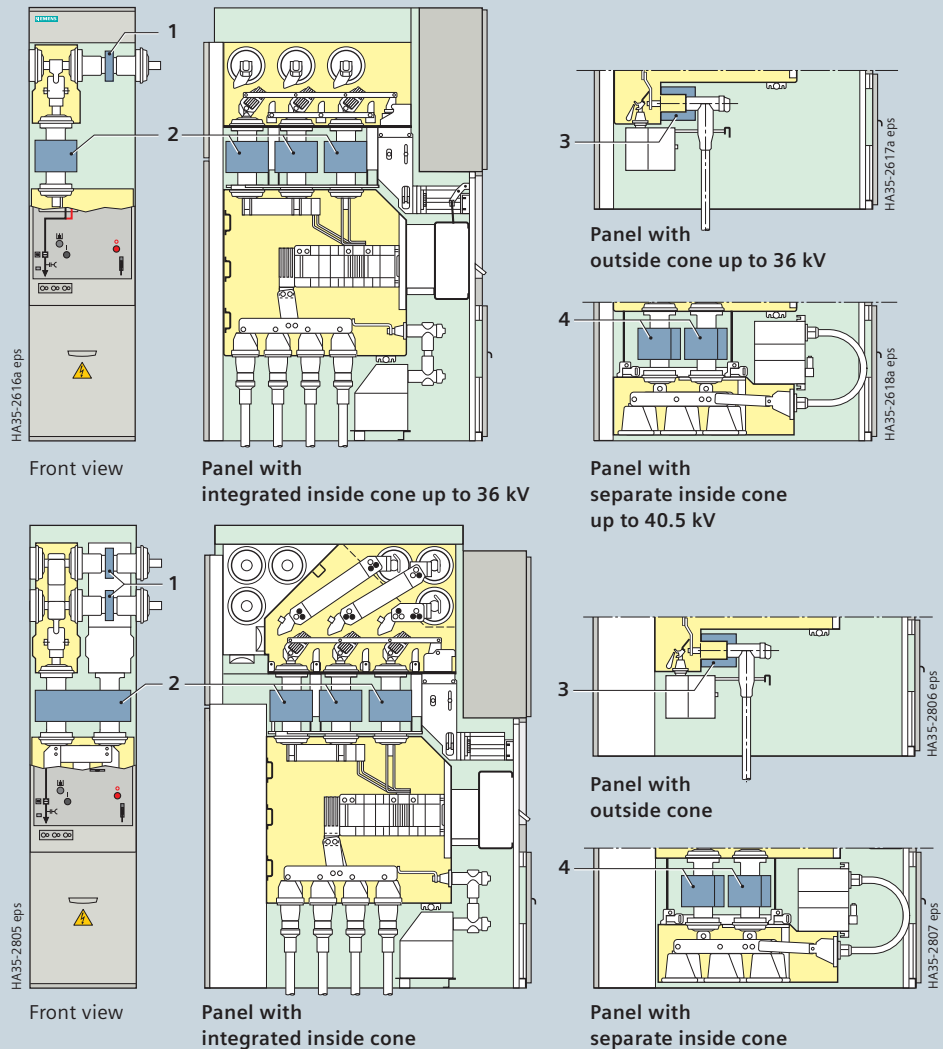 SIEMENS
1
2
3
HA35-2617a eps
Panel with
outside cone up to 36 kV
4
HA35-2618a eps
HA35-2616a eps
Front view
Panel with
integrated inside cone up to 36 kV
Panel with
separate inside cone
up to 40.5 kV
1
2
3
HA35-2806 eps
Panel with
outside cone
4
HA35-2807 eps
HA35-2805 eps
Front view
Panel with
integrated inside cone
Panel with
separate inside cone